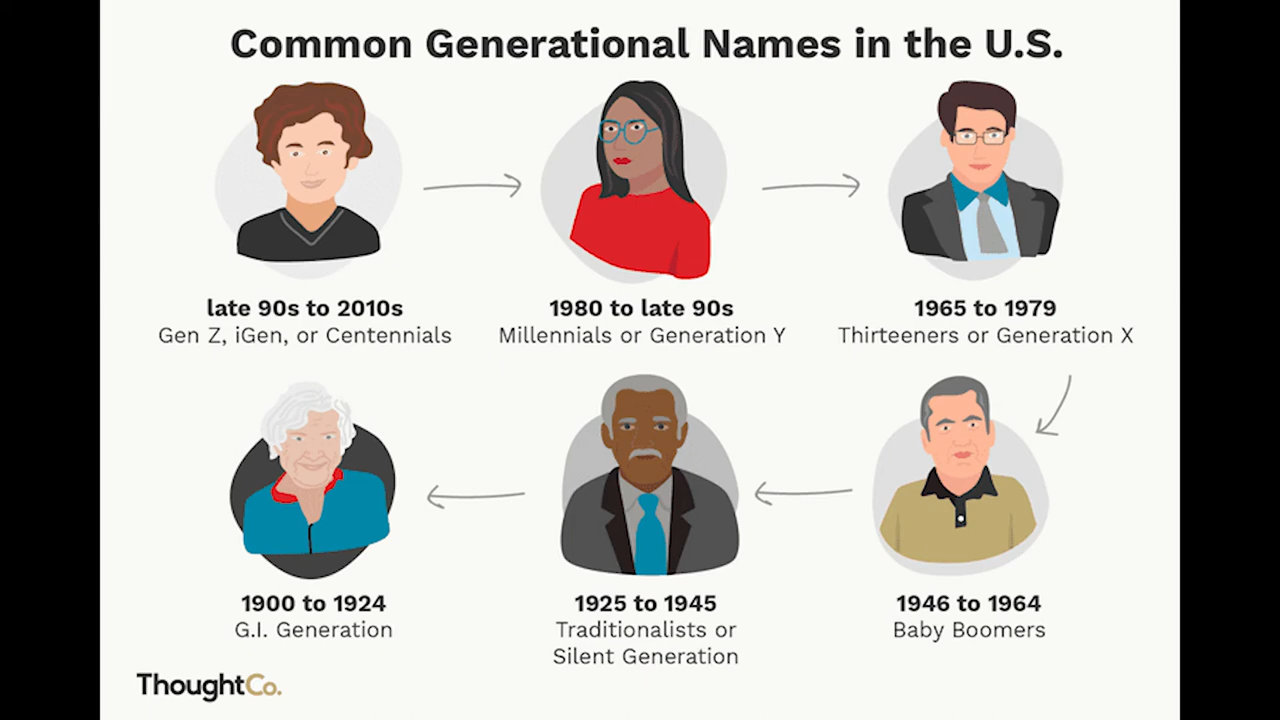 Common Generational Names in the U.S.
late 90s to 2010s
Gen Z, iGen, or Centennials
1980 to late 90s
Millennials or Generation Y
1965 to 1979
Thirteeners or Generation X
1900 to 1924
G.I. Generation
1925 to 1945
Traditionalists or
Silent Generation
1946 to 1964
Baby Boomers
ThoughtCo.